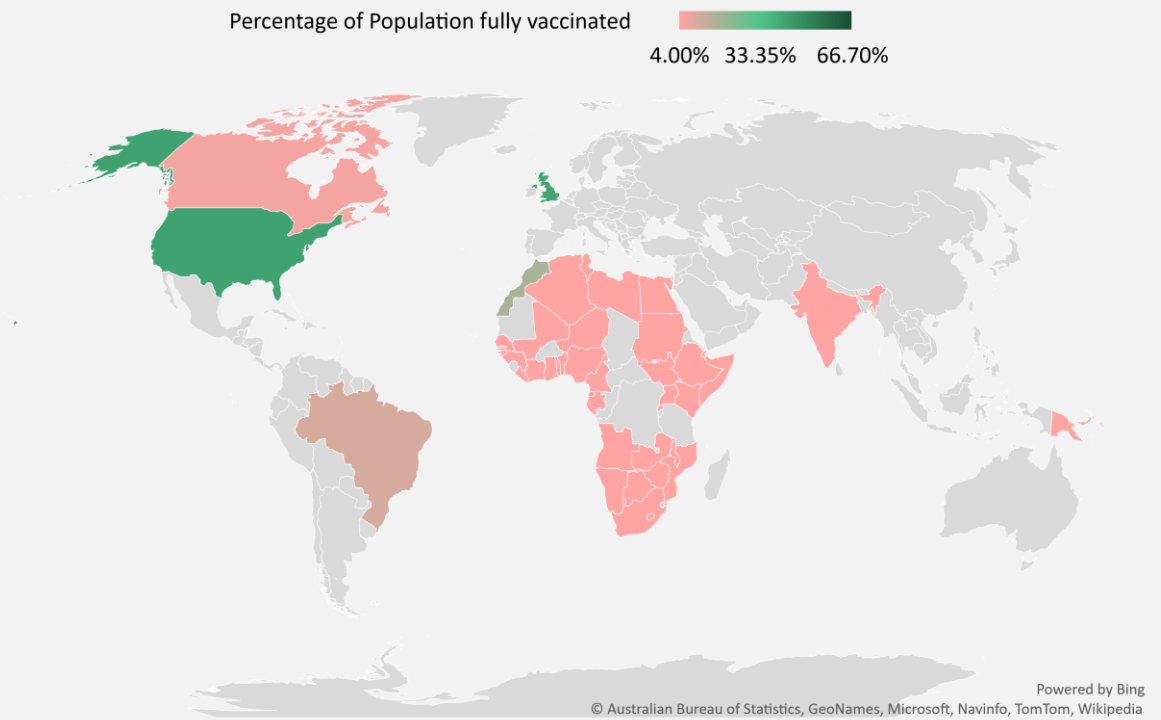 Percentage of Population fully vaccinated
4.00% 33.35% 66.70%
Powered by Bing
© Australian Bureau of Statistics, GeoNames, Microsoft, Navinfo, TomTom, Wikipedia